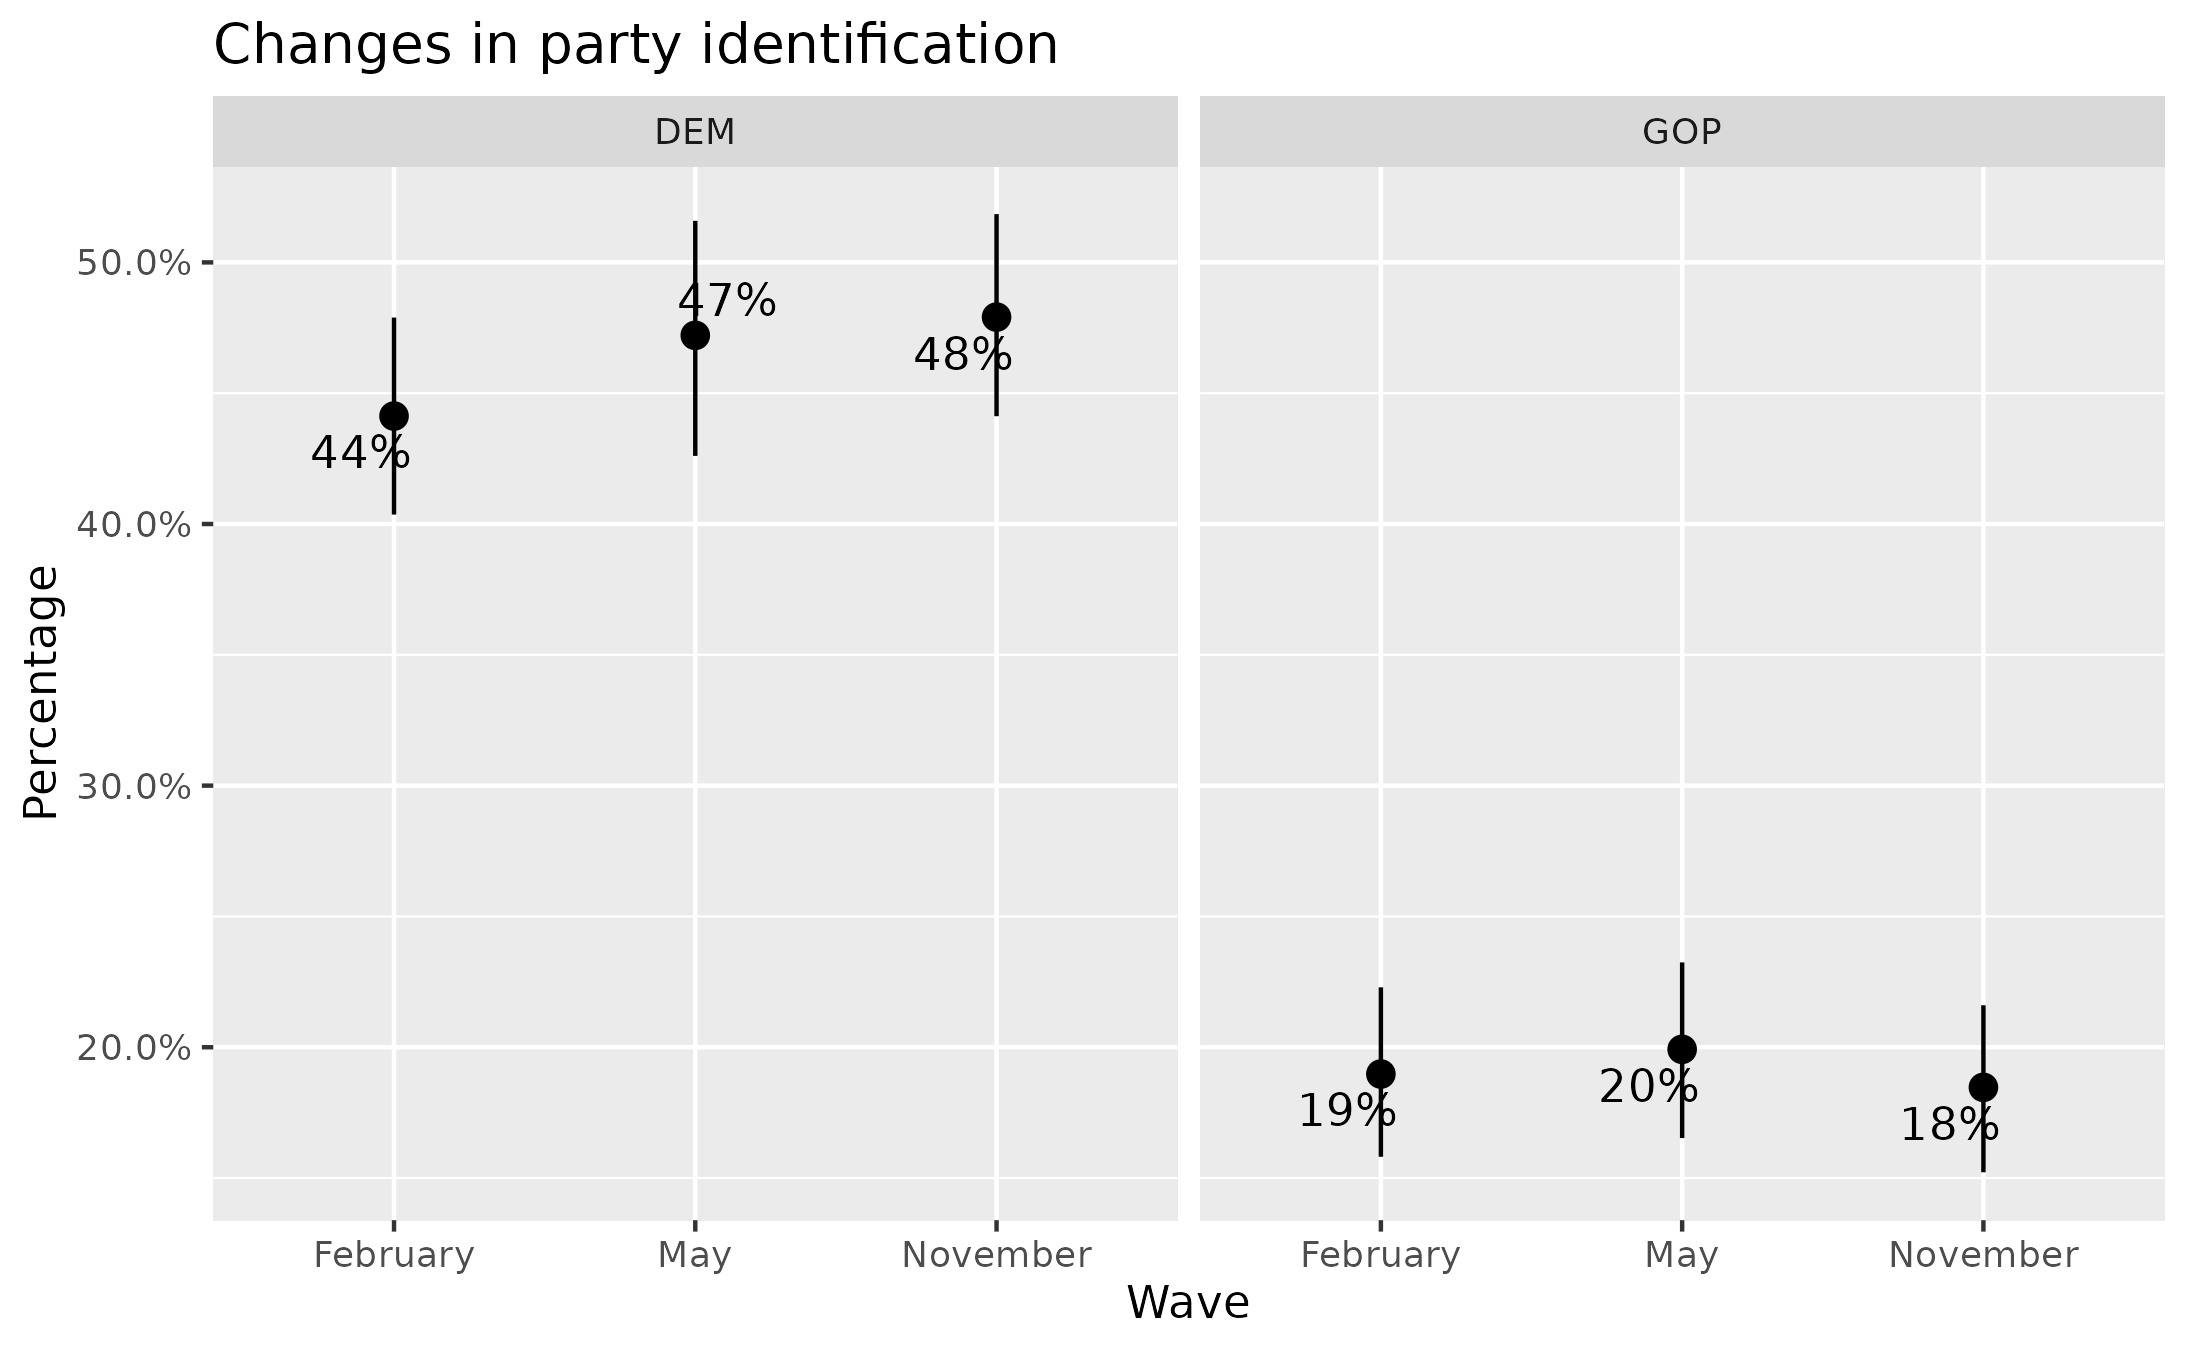 Changes in party identification
DEM
GOP
50.0%
40.0%
30.0%
20.0%
Percentage
44%
47%
48%
19%
20%
18%
February
May
November
February
May
November
Wave